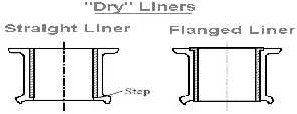 "Dry" Liners
Straight Liner
Flanged Liner
Step